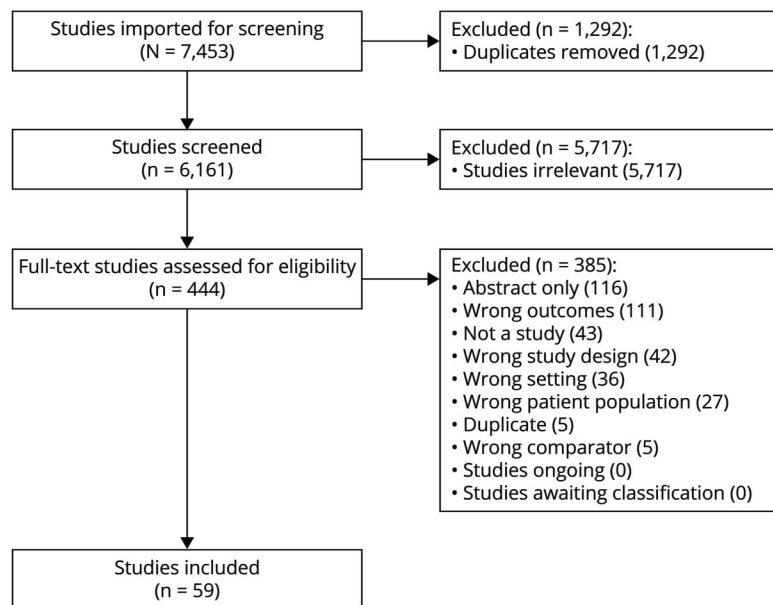 Studies imported for screening
(N = 7,453)
Excluded (n = 1,292):
• Duplicates removed (1,292)
Studies screened
(n = 6,161)
Excluded (n = 5,717):
• Studies irrelevant (5,717)
Full-text studies assessed for eligibility
(n = 444)
Excluded (n = 385):
• Abstract only (116)
• Wrong outcomes (111)
• Not a study (43)
• Wrong study design (42)
• Wrong setting (36)
• Wrong patient population (27)
• Duplicate (5)
• Wrong comparator (5)
• Studies ongoing (0)
• Studies awaiting classification (0)
Studies included
(n = 59)